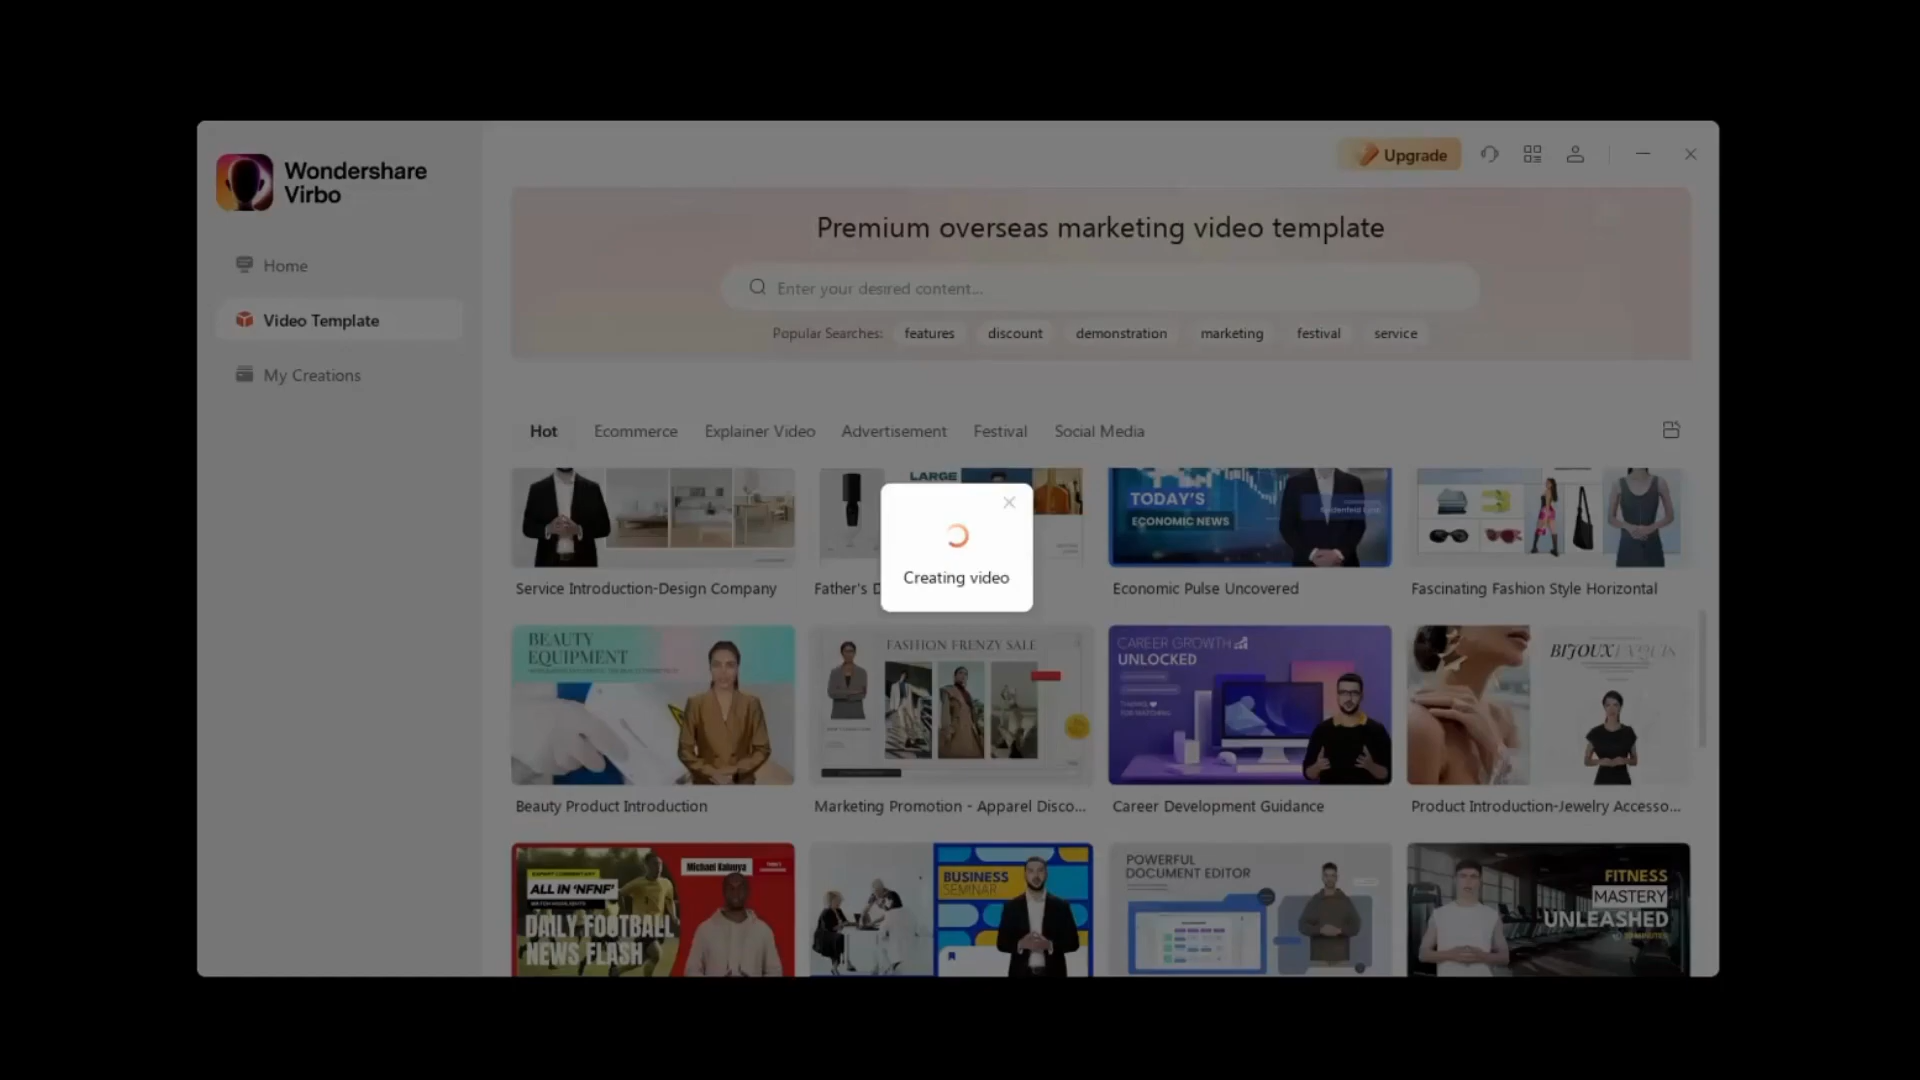 Wondershare
Virbo
Upgrade
Home
Video Template
My Creations
Premium overseas marketing video template
Enter your desired content...
Popular Searches: features discount demonstration marketing festival service
Hot Ecommerce Explainer Video Advertisement Festival Social Media
LARGE
TODAY'S
ECONOMIC NEWS
Creating video
Service Introduction-Design Company
Father's D
Economic Pulse Uncovered
Fascinating Fashion Style Horizontal
BEAUTY
EQUIPMENT
FASHION FRENZY SALE
CAREER GROWTH
UNLOCKED
BIJOUX
Beauty Product Introduction
Marketing Promotion - Apparel Disco...
Career Development Guidance
Product Introduction-Jewelry Accesso...
Michael Kalunya
ALL IN 'NFNF'
DAILY FOOTBALL
NEWS FLASH
BUSINESS
SEMINAR
POWERFUL
DOCUMENT EDITOR
FITNESS
MASTERY
UNLEASHED